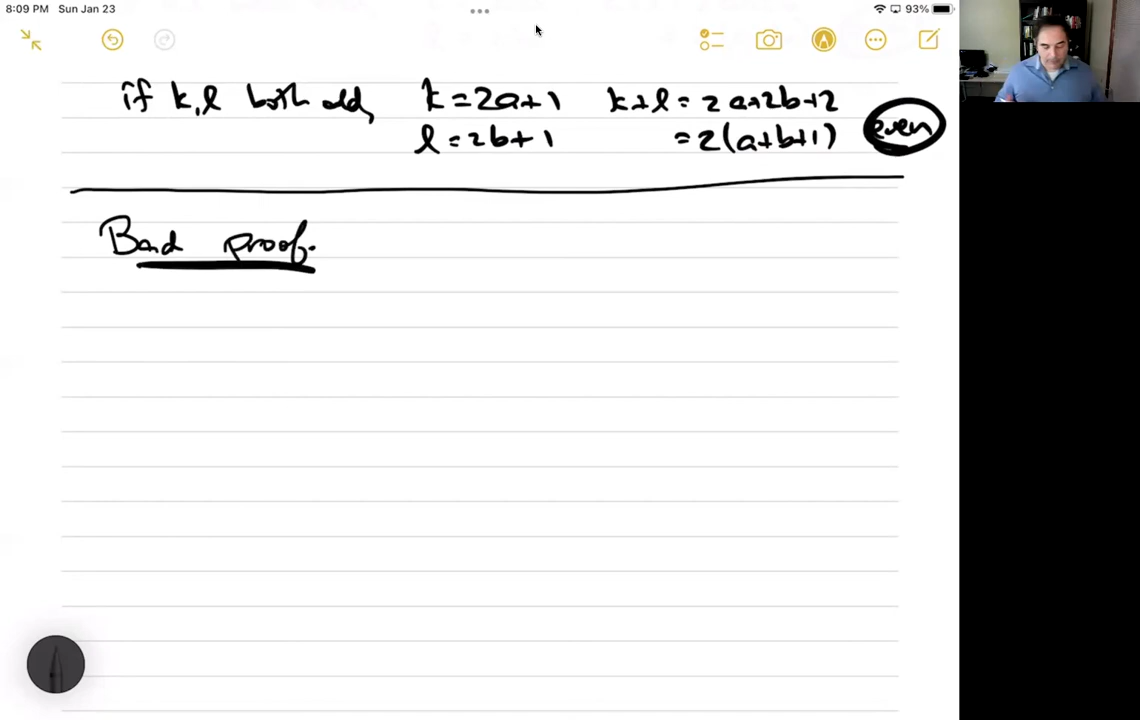 8:09 PM Sun Jan 23 93%
if k,l both odd, k=2a+1 k+l=2a+2b+2
l=2b+1 =2(a+b+1) even
Bad proof.